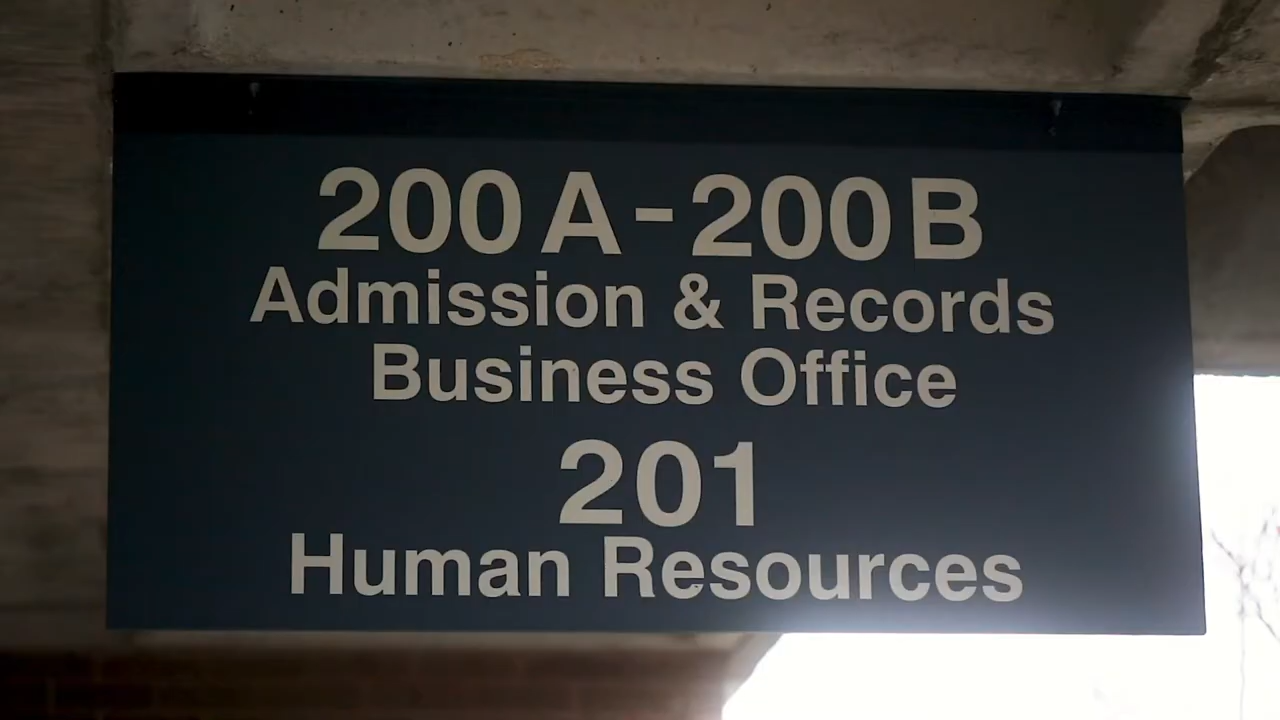 200 A - 200 B
Admission & Records
Business Office
201
Human Resources